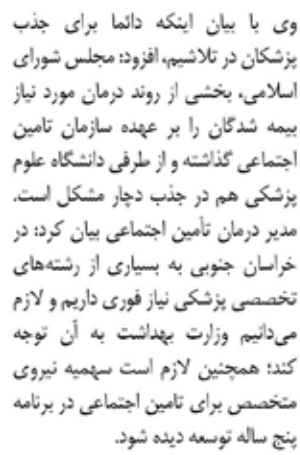 وی با بیان اینکه دائما برای جذب
پزشکان در تلاشیم، افزود: مجلس شورای
اسلامی، بخشی از روند درمان مورد نیاز
بیمه شدگان را بر عهده سازمان تامین
اجتماعی گذاشته و از طرفی دانشگاه علوم
پزشکی هم در جذب دچار مشکل است.
مدیر درمان تأمین اجتماعی بیان کرد: در
خراسان جنوبی به بسیاری از رشته‌های
تخصصی پزشکی نیاز فوری داریم و لازم
می‌دانیم وزارت بهداشت به آن توجه
کند؛ همچنین لازم است سهمیه نیروی
متخصص برای تامین اجتماعی در برنامه
پنج ساله توسعه دیده شود.